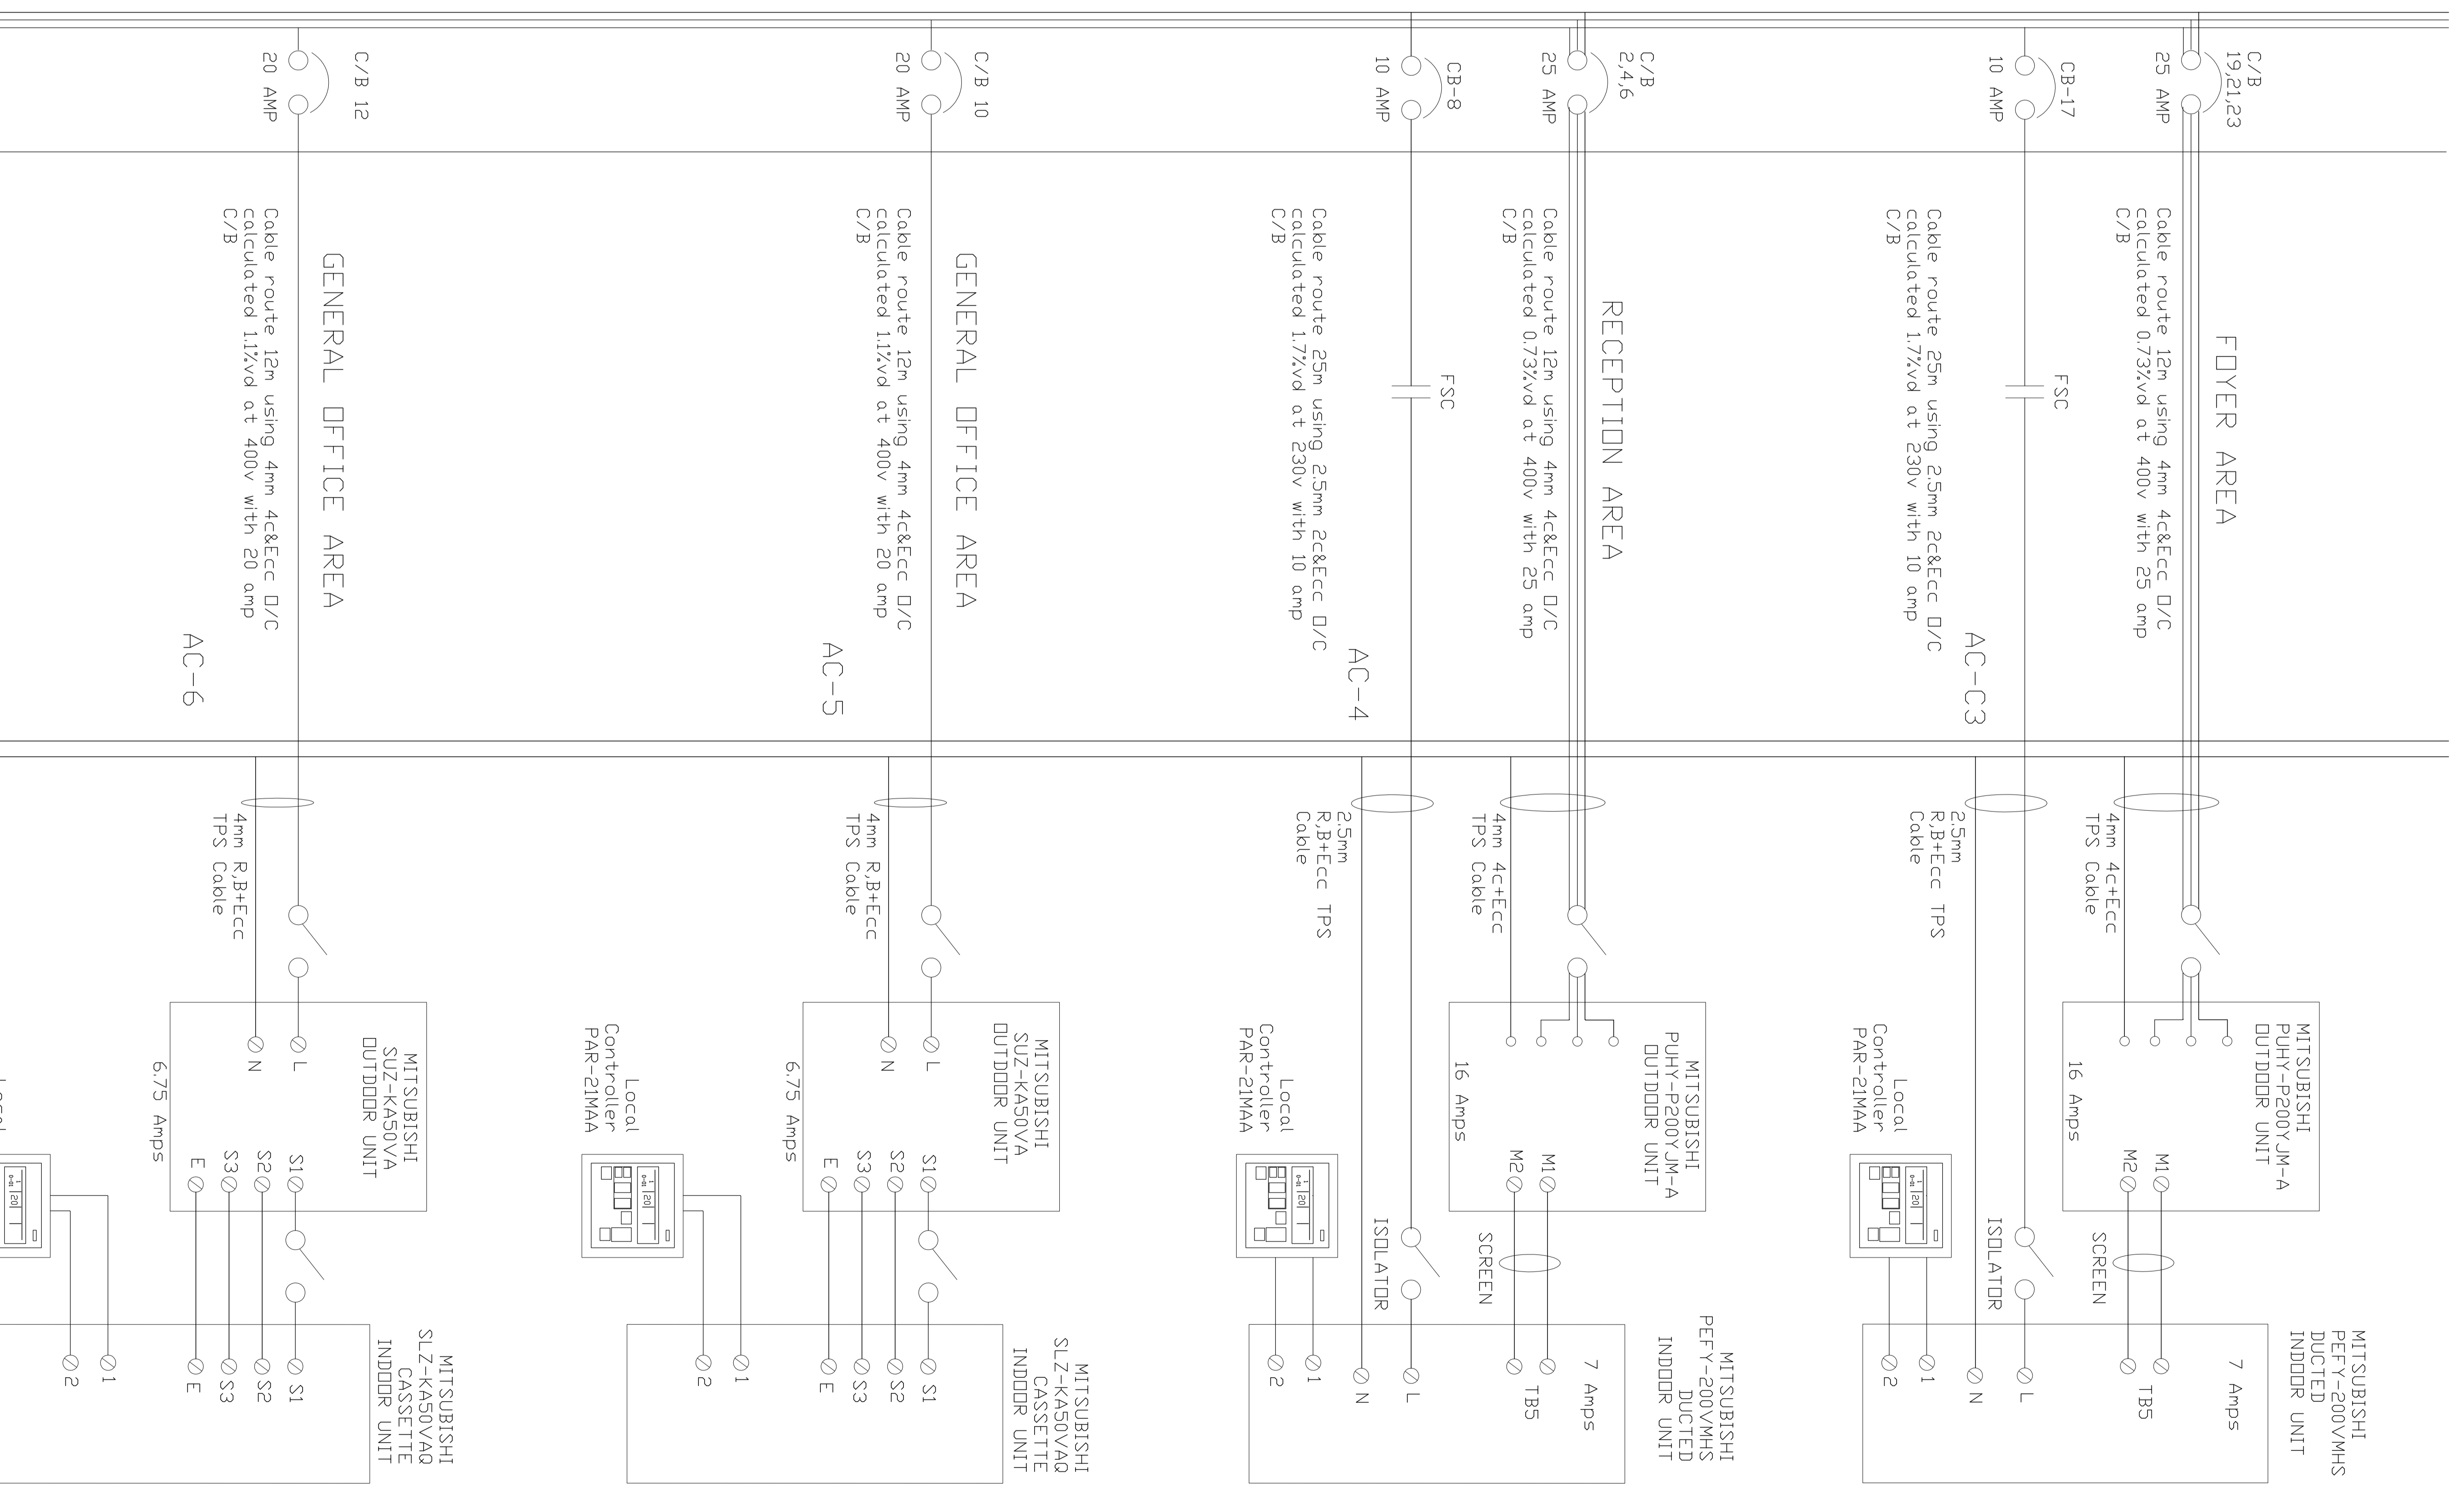 C/B
19,21,23
25 AMP
FOYER AREA
Cable route 12m using 4mm 4c&Ecc O/C
calculated 0.73%vd at 400v with 25 amp
C/B
4mm 4c+Ecc
TPS Cable
MITSUBISHI
PUHY-P200YJM-A
OUTDOOR UNIT
16 Amps
M1
M2
SCREEN
MITSUBISHI
PEFY-200VMHS
DUCTED
INDOOR UNIT
7 Amps
TB5
CB-17
10 AMP
FSC
Cable route 25m using 2.5mm 2c&Ecc O/C
calculated 1.7%vd at 230v with 10 amp
C/B
AC-C3
2.5mm
R,B+Ecc TPS
Cable
ISOLATOR
L
N
Local
Controller
PAR-21MAA
20
1
2
C/B
2,4,6
25 AMP
RECEPTION AREA
Cable route 12m using 4mm 4c&Ecc O/C
calculated 0.73%vd at 400v with 25 amp
C/B
4mm 4c+Ecc
TPS Cable
MITSUBISHI
PUHY-P200YJM-A
OUTDOOR UNIT
16 Amps
M1
M2
SCREEN
MITSUBISHI
PEFY-200VMHS
DUCTED
INDOOR UNIT
7 Amps
TB5
CB-8
10 AMP
FSC
Cable route 25m using 2.5mm 2c&Ecc O/C
calculated 1.7%vd at 230v with 10 amp
C/B
AC-4
2.5mm
R,B+Ecc TPS
Cable
ISOLATOR
L
N
Local
Controller
PAR-21MAA
20
1
2
C/B 10
20 AMP
GENERAL OFFICE AREA
Cable route 12m using 4mm 4c&Ecc O/C
calculated 1.1%vd at 400v with 20 amp
C/B
AC-5
4mm R,B+Ecc
TPS Cable
MITSUBISHI
SUZ-KA50VA
OUTDOOR UNIT
L
N
6.75 Amps
S1
S2
S3
E
MITSUBISHI
SLZ-KA50VAQ
CASSETTE
INDOOR UNIT
S1
S2
S3
E
Local
Controller
PAR-21MAA
20
1
2
C/B 12
20 AMP
GENERAL OFFICE AREA
Cable route 12m using 4mm 4c&Ecc O/C
calculated 1.1%vd at 400v with 20 amp
C/B
AC-6
4mm R,B+Ecc
TPS Cable
MITSUBISHI
SUZ-KA50VA
OUTDOOR UNIT
L
N
6.75 Amps
S1
S2
S3
E
MITSUBISHI
SLZ-KA50VAQ
CASSETTE
INDOOR UNIT
S1
S2
S3
E
20
1
2